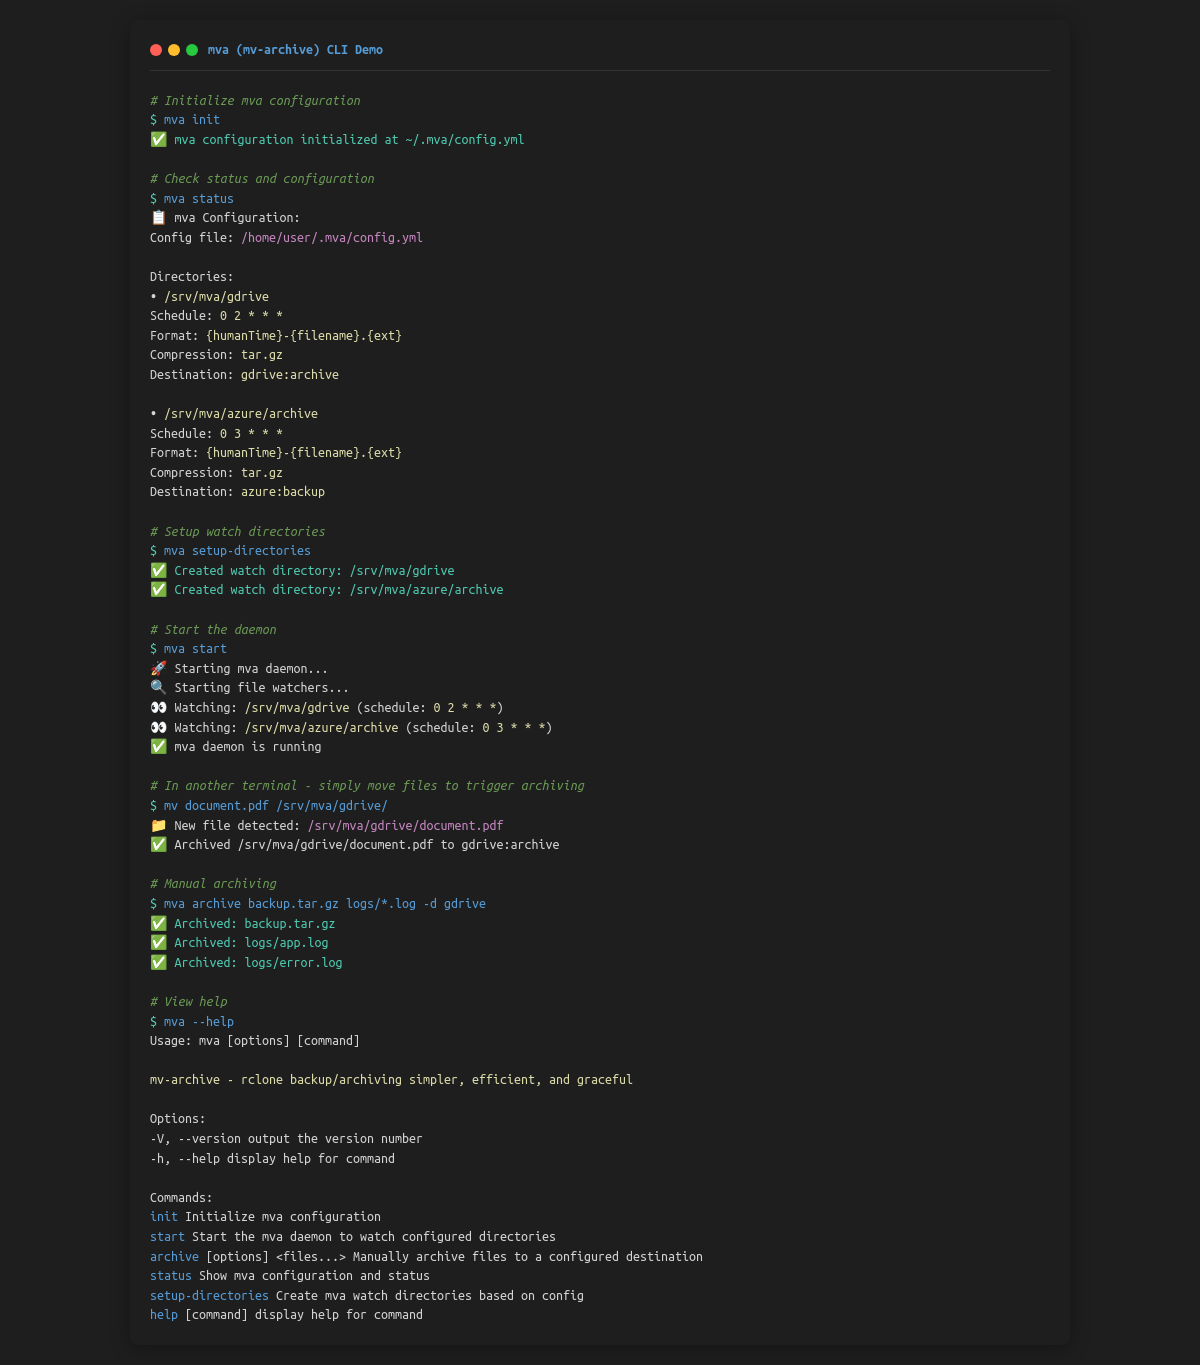 mva (mv-archive) CLI Demo
# Initialize mva configuration
$ mva init
✅ mva configuration initialized at ~/.mva/config.yml
# Check status and configuration
$ mva status
📋 mva Configuration:
Config file: /home/user/.mva/config.yml
Directories:
• /srv/mva/gdrive
Schedule: 0 2 * * *
Format: {humanTime}-{filename}.{ext}
Compression: tar.gz
Destination: gdrive:archive
• /srv/mva/azure/archive
Schedule: 0 3 * * *
Format: {humanTime}-{filename}.{ext}
Compression: tar.gz
Destination: azure:backup
# Setup watch directories
$ mva setup-directories
✅ Created watch directory: /srv/mva/gdrive
✅ Created watch directory: /srv/mva/azure/archive
# Start the daemon
$ mva start
🚀 Starting mva daemon...
🔍 Starting file watchers...
👀 Watching: /srv/mva/gdrive (schedule: 0 2 * * *)
👀 Watching: /srv/mva/azure/archive (schedule: 0 3 * * *)
✅ mva daemon is running
# In another terminal - simply move files to trigger archiving
$ mv document.pdf /srv/mva/gdrive/
📁 New file detected: /srv/mva/gdrive/document.pdf
✅ Archived /srv/mva/gdrive/document.pdf to gdrive:archive
# Manual archiving
$ mva archive backup.tar.gz logs/*.log -d gdrive
✅ Archived: backup.tar.gz
✅ Archived: logs/app.log
✅ Archived: logs/error.log
# View help
$ mva --help
Usage: mva [options] [command]
mv-archive - rclone backup/archiving simpler, efficient, and graceful
Options:
-V, --version output the version number
-h, --help display help for command
Commands:
init Initialize mva configuration
start Start the mva daemon to watch configured directories
archive [options] <files...> Manually archive files to a configured destination
status Show mva configuration and status
setup-directories Create mva watch directories based on config
help [command] display help for command